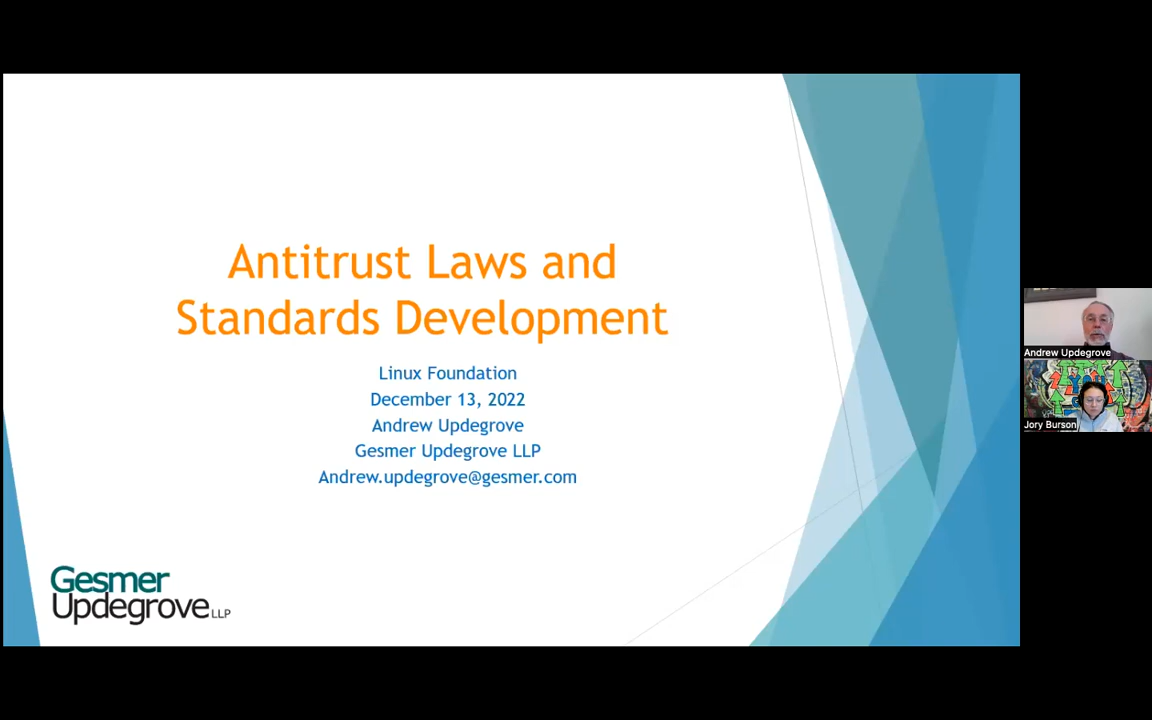 Antitrust Laws and
Standards Development
Linux Foundation
December 13, 2022
Andrew Updegrove
Gesmer Updegrove LLP
Andrew.updegrove@gesmer.com
Gesmer
Updegrove LLP
Andrew Updegrove
Jory Burson